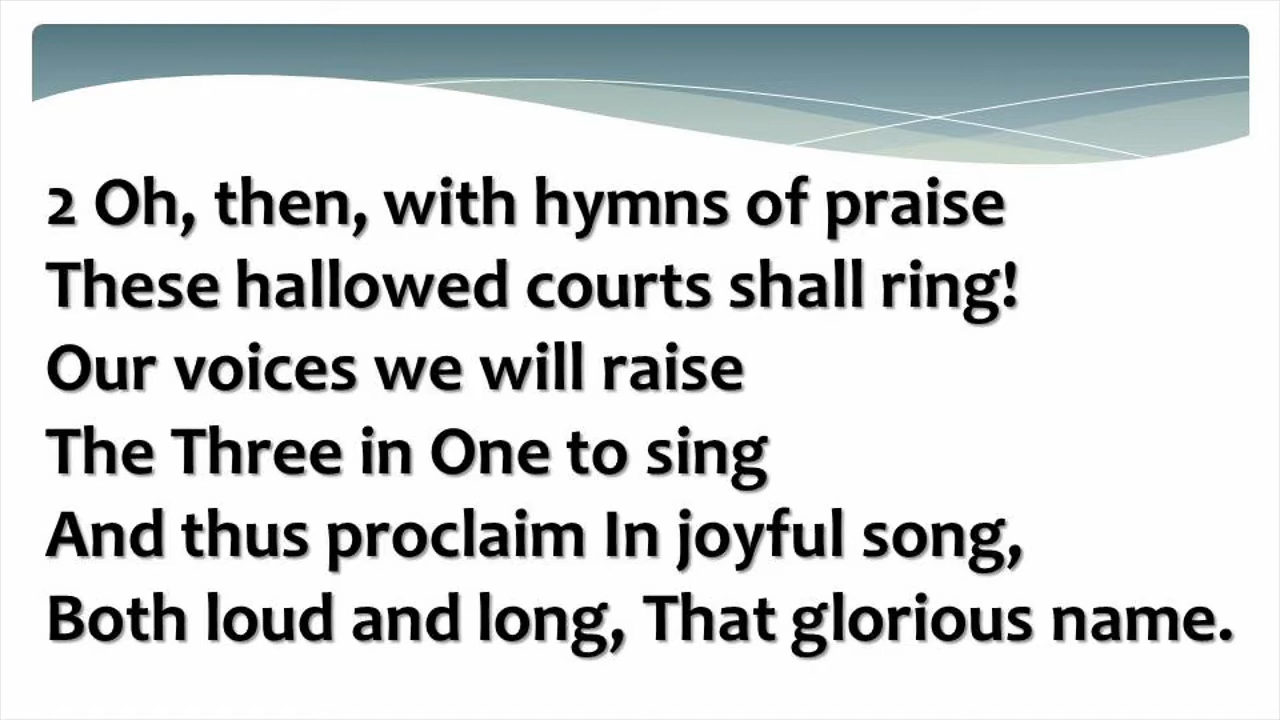 2 Oh, then, with hymns of praise
These hallowed courts shall ring!
Our voices we will raise
The Three in One to sing
And thus proclaim In joyful song,
Both loud and long, That glorious name.